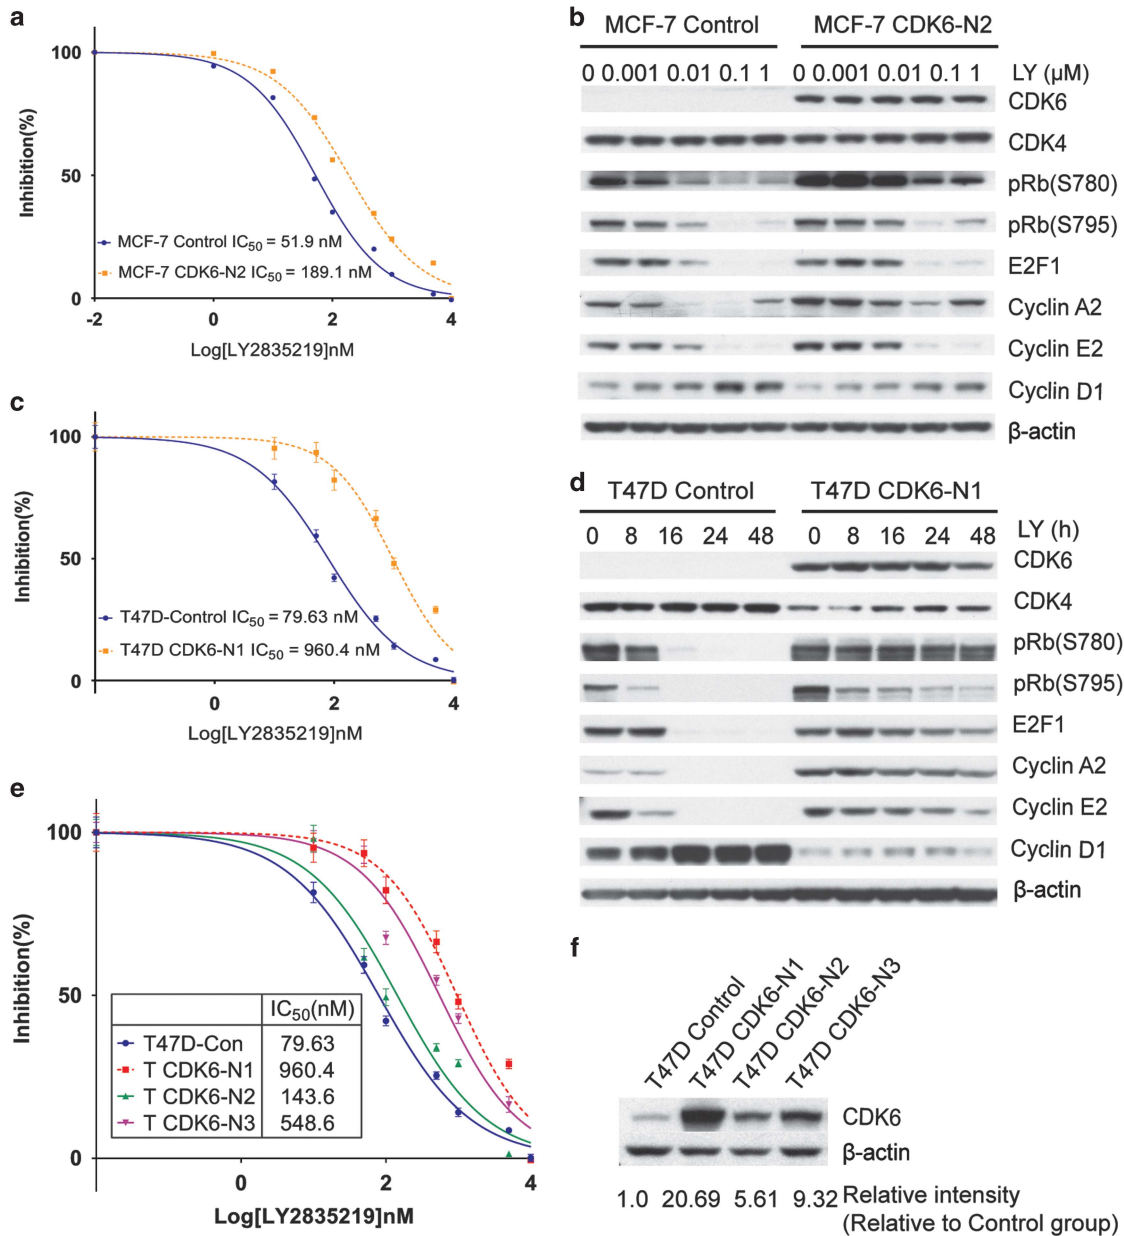 a
100
50
0
Inhibition(%)
MCF-7 Control IC50 = 51.9 nM
MCF-7 CDK6-N2 IC50 = 189.1 nM
-2 0 2 4
Log[LY2835219]nM
b
MCF-7 Control MCF-7 CDK6-N2
0 0.001 0.01 0.1 1 0 0.001 0.01 0.1 1 LY (µM)
CDK6
CDK4
pRb(S780)
pRb(S795)
E2F1
Cyclin A2
Cyclin E2
Cyclin D1
β-actin
c
100
50
0
Inhibition(%)
T47D-Control IC50 = 79.63 nM
T47D CDK6-N1 IC50 = 960.4 nM
0 2 4
Log[LY2835219]nM
d
T47D Control T47D CDK6-N1
0 8 16 24 48 0 8 16 24 48 LY (h)
CDK6
CDK4
pRb(S780)
pRb(S795)
E2F1
Cyclin A2
Cyclin E2
Cyclin D1
β-actin
e
100
50
0
Inhibition(%)
IC50(nM)
T47D-Con 79.63
T CDK6-N1 960.4
T CDK6-N2 143.6
T CDK6-N3 548.6
0 2 4
Log[LY2835219]nM
f
T47D Control
T47D CDK6-N1
T47D CDK6-N2
T47D CDK6-N3
CDK6
β-actin
1.0 20.69 5.61 9.32 Relative intensity
(Relative to Control group)